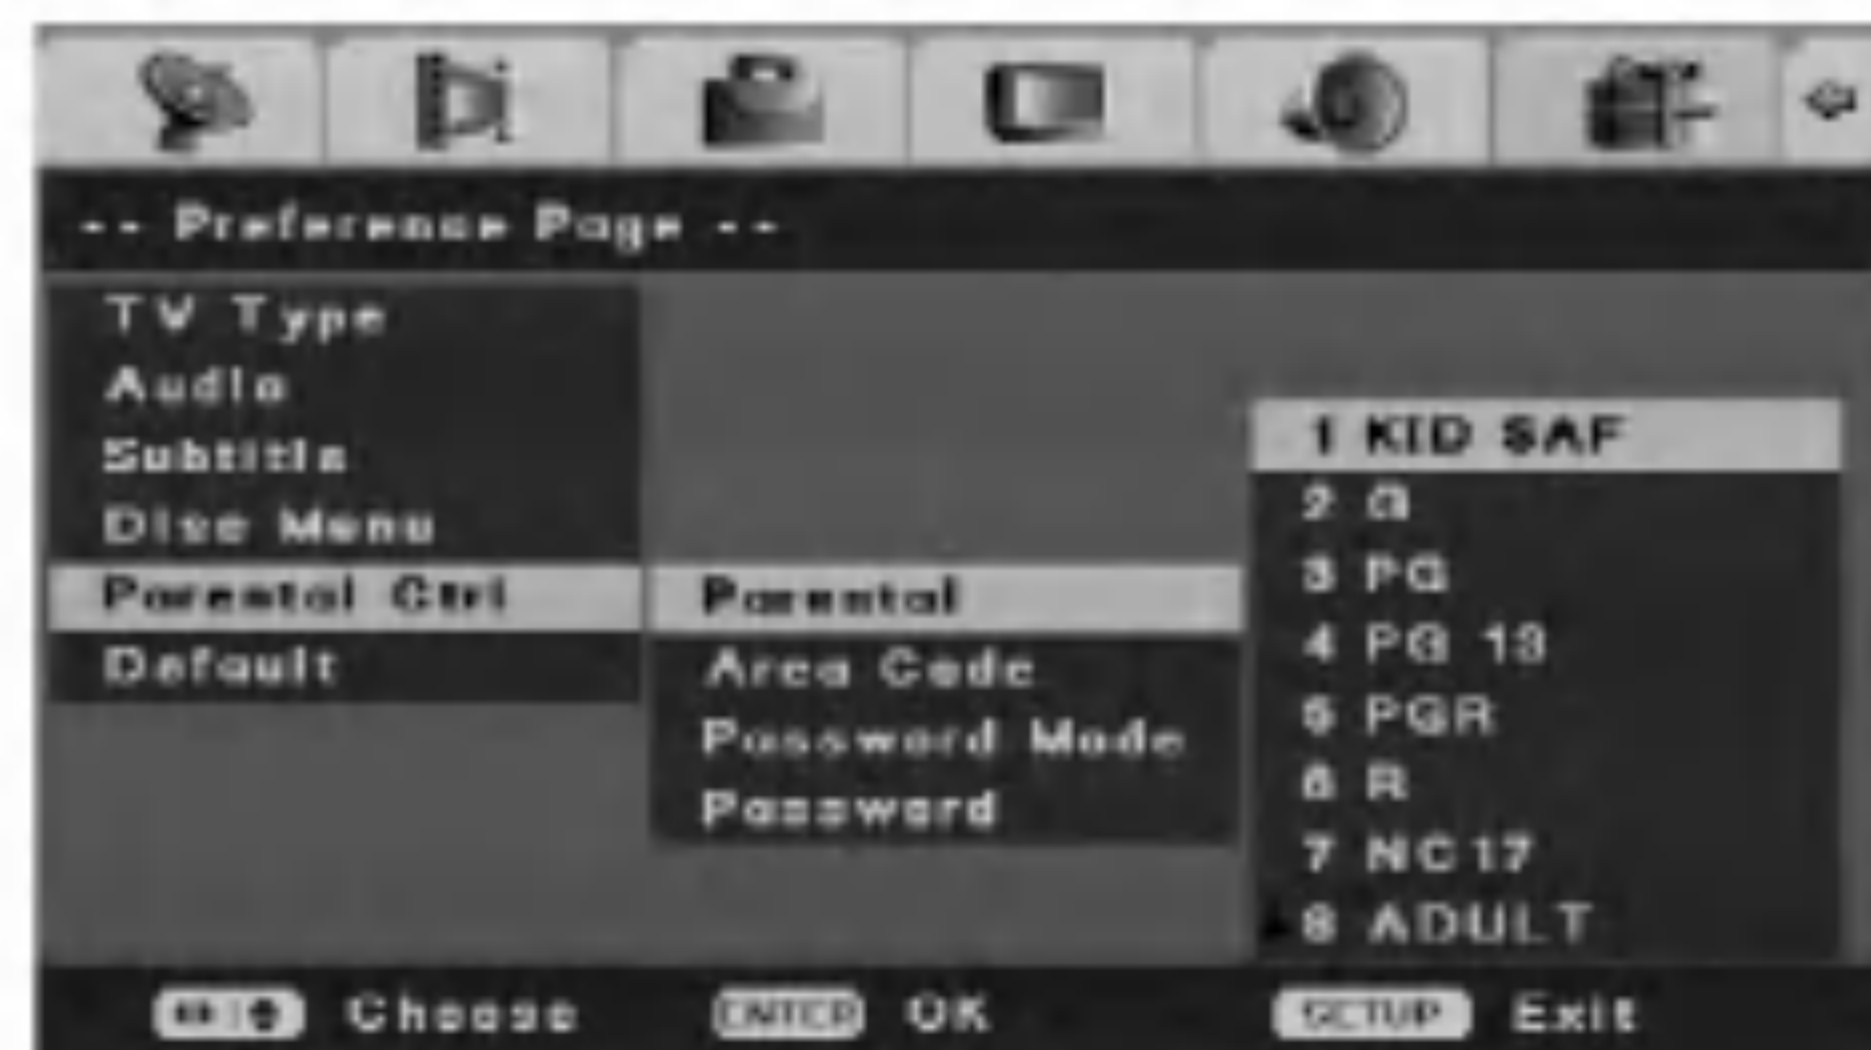 -- Preference Page --
TV Type
Audio
Subtitle
Disc Menu
Parental Ctrl
Default
Parental
Area Code
Password Mode
Password
1 KID SAF
2 G
3 PG
4 PG 13
5 PGR
6 R
7 NC17
8 ADULT
Choose
ENTER OK
SETUP Exit